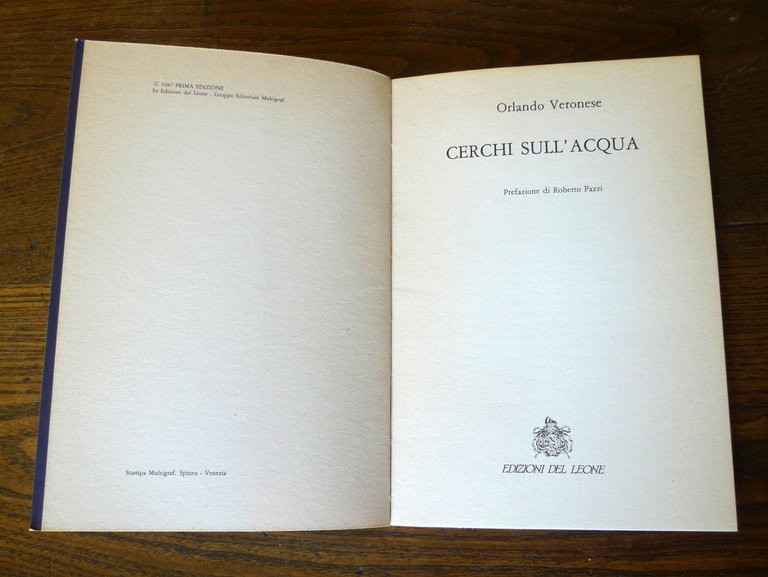 © 1987 PRIMA EDIZIONE
by Edizioni del Leone - Gruppo Editoriale Multigraf
Stampa Multigraf, Spinea - Venezia
Orlando Veronese
CERCHI SULL'ACQUA
Prefazione di Roberto Pazzi
EDIZIONI DEL LEONE